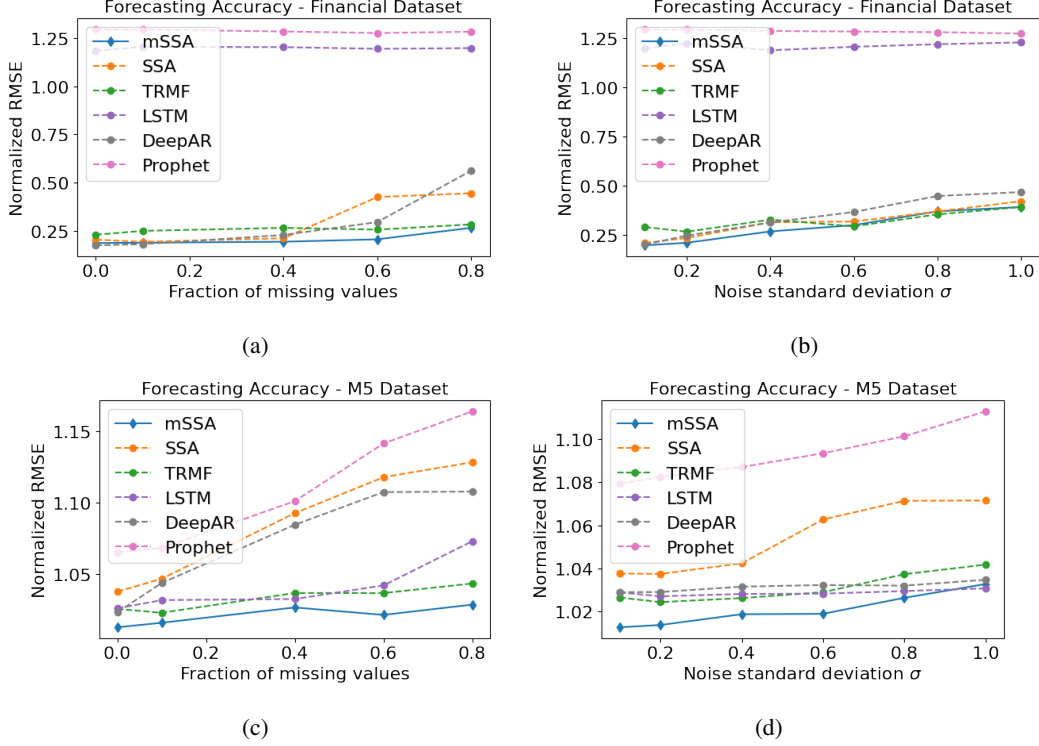 Forecasting Accuracy - Financial Dataset
Normalized RMSE
1.25
1.00
0.75
0.50
0.25
mSSA
SSA
TRMF
LSTM
DeepAR
Prophet
0.0 0.2 0.4 0.6 0.8
Fraction of missing values
(a)
Forecasting Accuracy - Financial Dataset
Normalized RMSE
1.25
1.00
0.75
0.50
0.25
mSSA
SSA
TRMF
LSTM
DeepAR
Prophet
0.2 0.4 0.6 0.8 1.0
Noise standard deviation σ
(b)
Forecasting Accuracy - M5 Dataset
Normalized RMSE
1.15
1.10
1.05
mSSA
SSA
TRMF
LSTM
DeepAR
Prophet
0.0 0.2 0.4 0.6 0.8
Fraction of missing values
(c)
Forecasting Accuracy - M5 Dataset
Normalized RMSE
1.10
1.08
1.06
1.04
1.02
mSSA
SSA
TRMF
LSTM
DeepAR
Prophet
0.2 0.4 0.6 0.8 1.0
Noise standard deviation σ
(d)